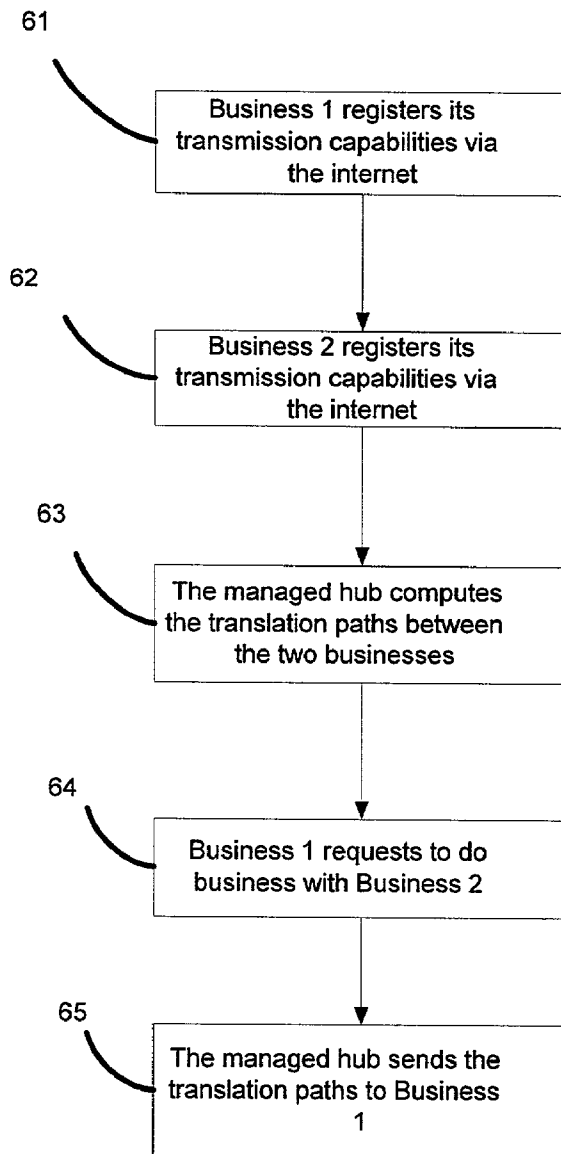 61
Business 1 registers its
transmission capabilities via
the internet
62
Business 2 registers its
transmission capabilities via
the internet
63
The managed hub computes
the translation paths between
the two businesses
64
Business 1 requests to do
business with Business 2
65
The managed hub sends the
translation paths to Business
1